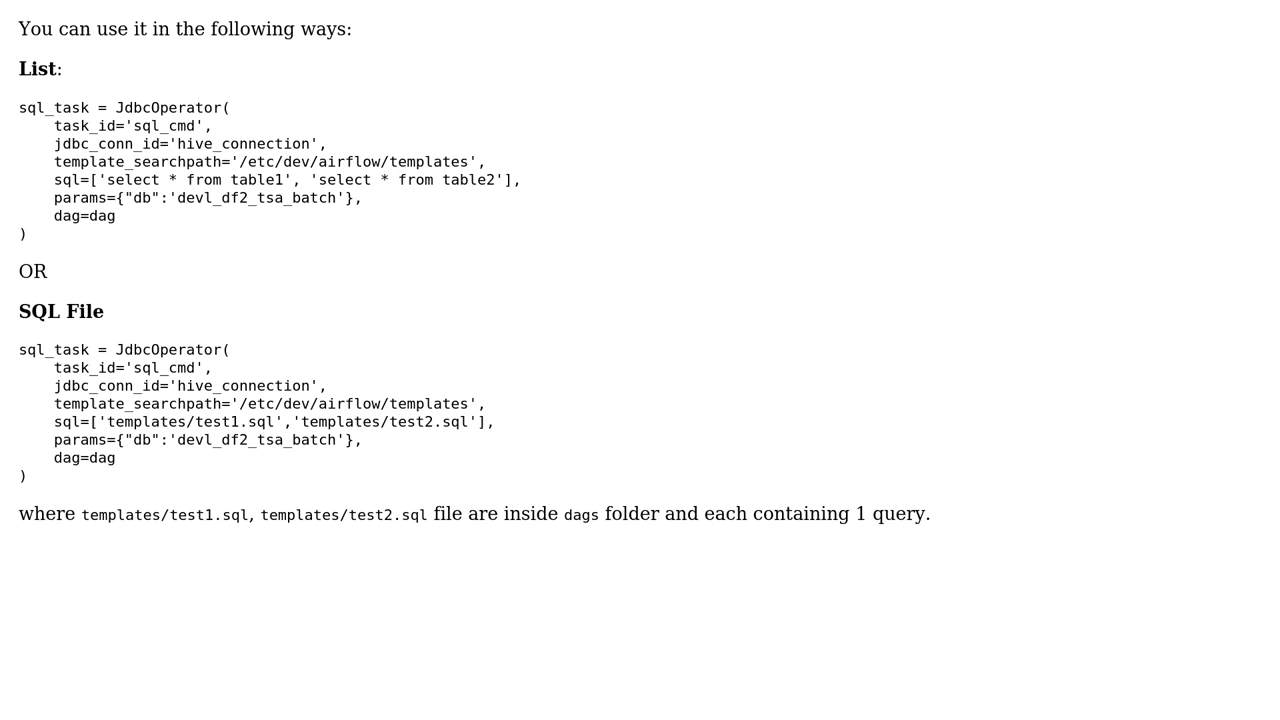 You can use it in the following ways:
List:
sql_task = JdbcOperator(
    task_id='sql_cmd',
    jdbc_conn_id='hive_connection',
    template_searchpath='/etc/dev/airflow/templates',
    sql=['select * from table1', 'select * from table2'],
    params={"db":'devl_df2_tsa_batch'},
    dag=dag
)
OR
SQL File
sql_task = JdbcOperator(
    task_id='sql_cmd',
    jdbc_conn_id='hive_connection',
    template_searchpath='/etc/dev/airflow/templates',
    sql=['templates/test1.sql','templates/test2.sql'],
    params={"db":'devl_df2_tsa_batch'},
    dag=dag
)
where templates/test1.sql, templates/test2.sql file are inside dags folder and each containing 1 query.